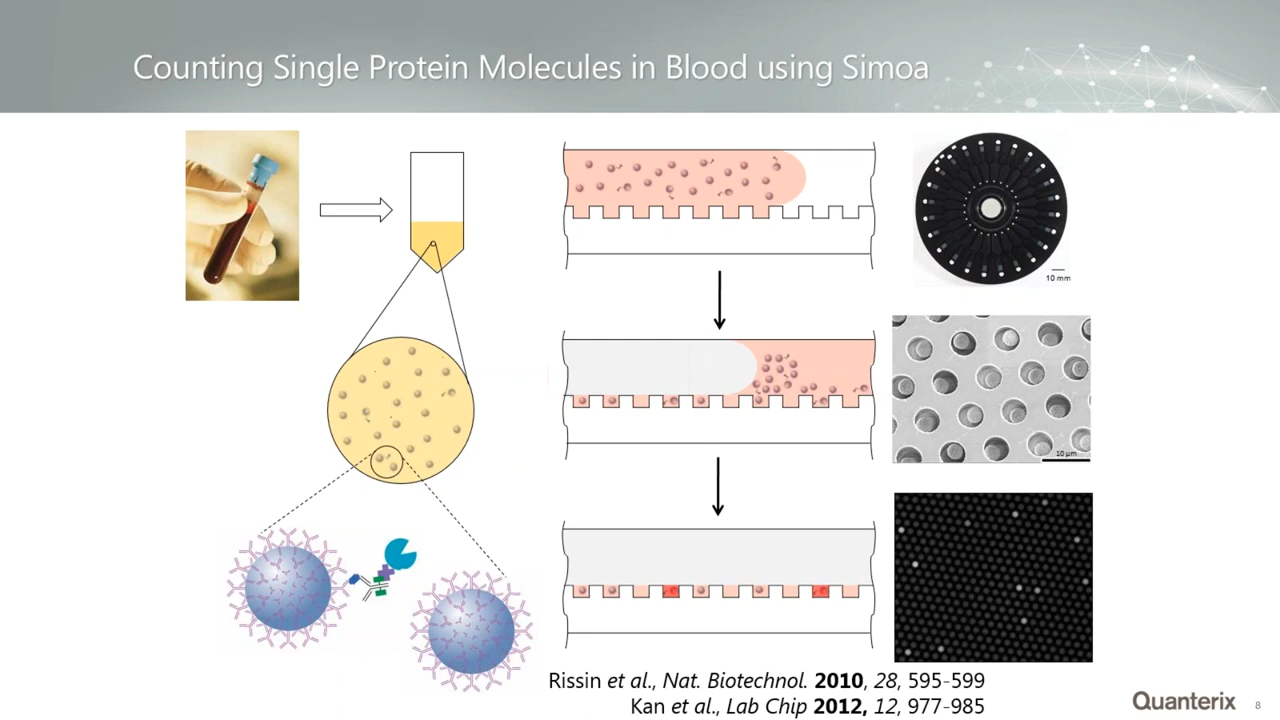 Counting Single Protein Molecules in Blood using Simoa
10 mm
10 µm
Rissin et al., Nat. Biotechnol. 2010, 28, 595-599
Kan et al., Lab Chip 2012, 12, 977-985
Quanterix
8